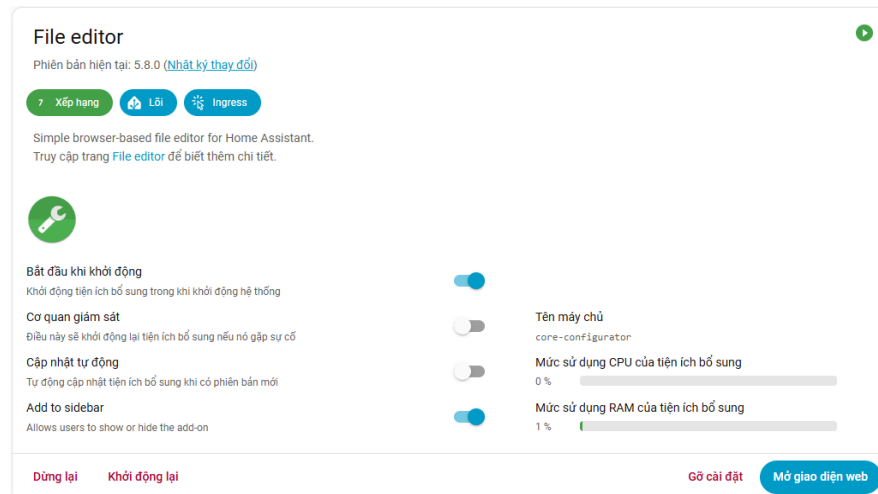 File editor
Phiên bản hiện tại: 5.8.0 (Nhật ký thay đổi)
7 Xếp hạng
Lõi
Ingress
Simple browser-based file editor for Home Assistant.
Truy cập trang File editor để biết thêm chi tiết.
Bắt đầu khi khởi động
Khởi động tiện ích bổ sung trong khi khởi động hệ thống
Cơ quan giám sát
Điều này sẽ khởi động lại tiện ích bổ sung nếu nó gặp sự cố
Tên máy chủ
core-configurator
Cập nhật tự động
Tự động cập nhật tiện ích bổ sung khi có phiên bản mới
Mức sử dụng CPU của tiện ích bổ sung
0 %
Add to sidebar
Allows users to show or hide the add-on
Mức sử dụng RAM của tiện ích bổ sung
1 %
Dừng lại
Khởi động lại
Gỡ cài đặt
Mở giao diện web